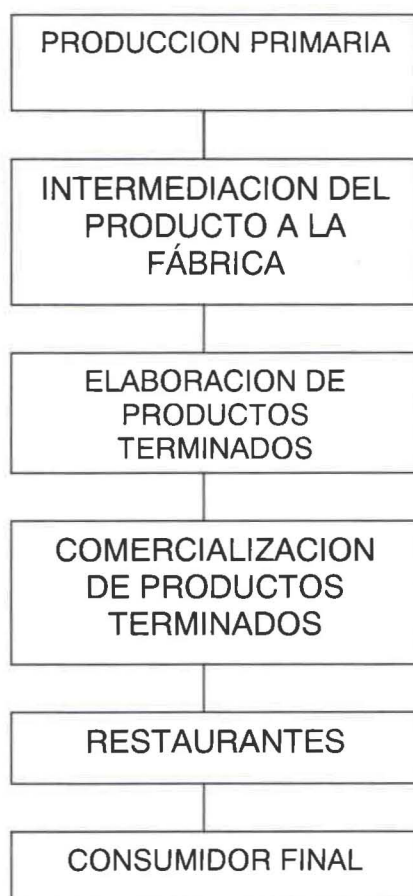 PRODUCCION PRIMARIA
INTERMEDIACION DEL
PRODUCTO A LA
FÁBRICA
ELABORACION DE
PRODUCTOS
TERMINADOS
COMERCIALIZACION
DE PRODUCTOS
TERMINADOS
RESTAURANTES
CONSUMIDOR FINAL